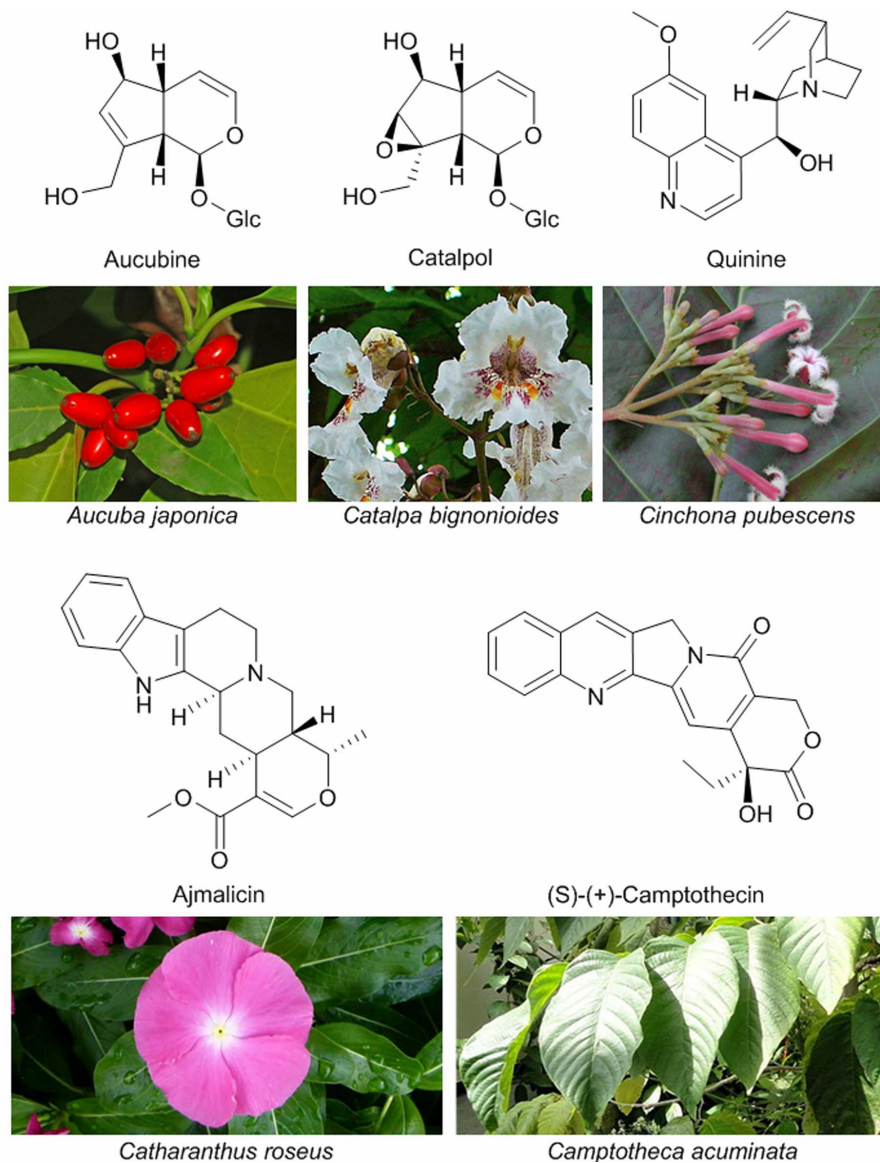 HO
H
O
O
Glc
HO
H
Aucubine
HO
H
O
O
HO
H
O
Glc
Catalpol
O
H
N
OH
N
Quinine
Aucuba japonica
Catalpa bignonioides
Cinchona pubescens
N
N
H
H
H
H
O
O
O
Ajmalicin
O
N
N
O
OH
O
(S)-(+)-Camptothecin
Catharanthus roseus
Camptotheca acuminata